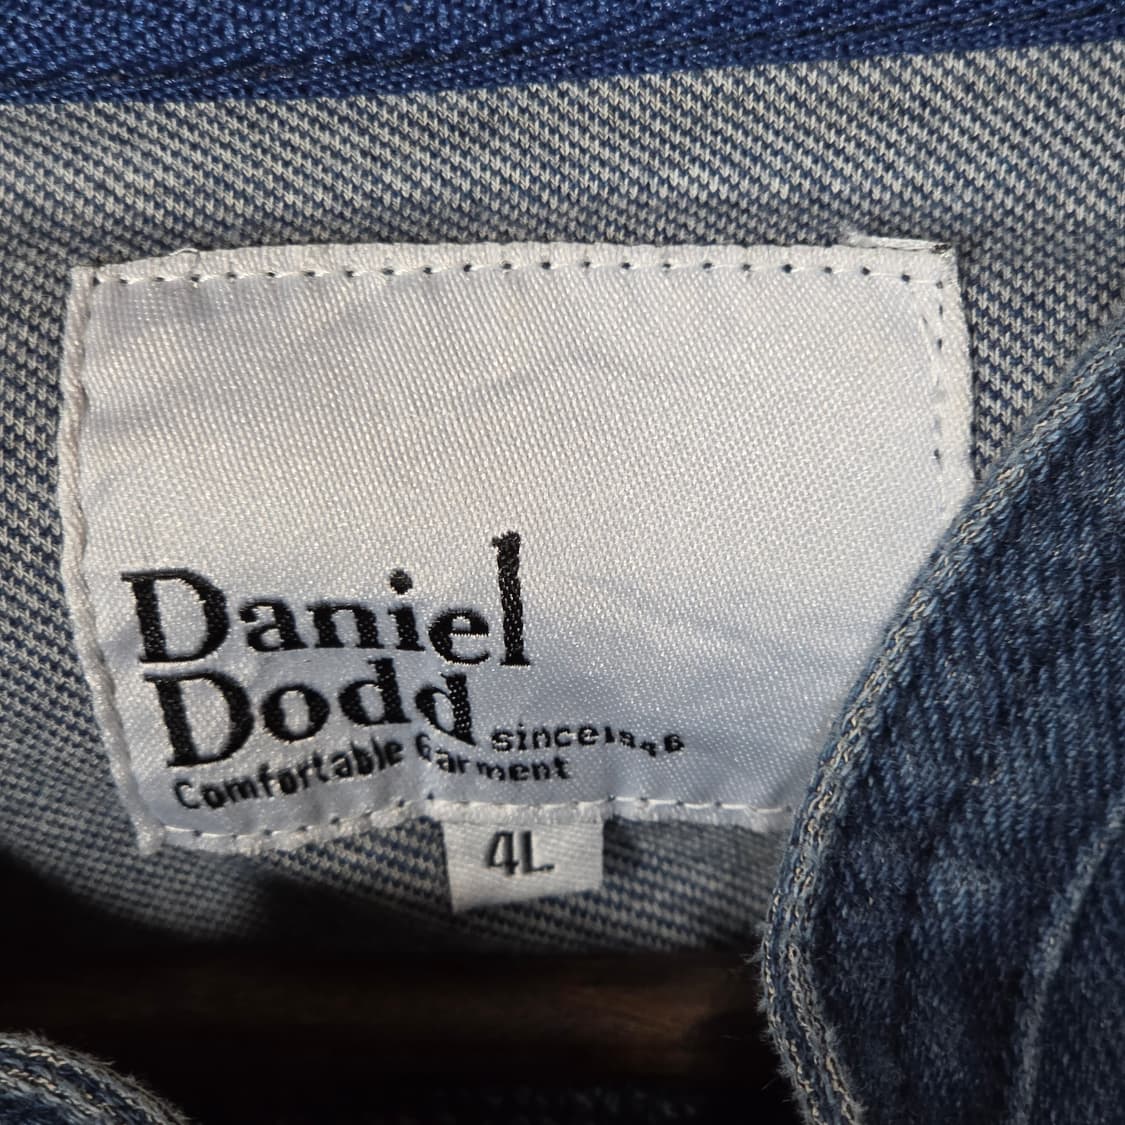 Daniel
Dodd since1946
Comfortable Garment
4L